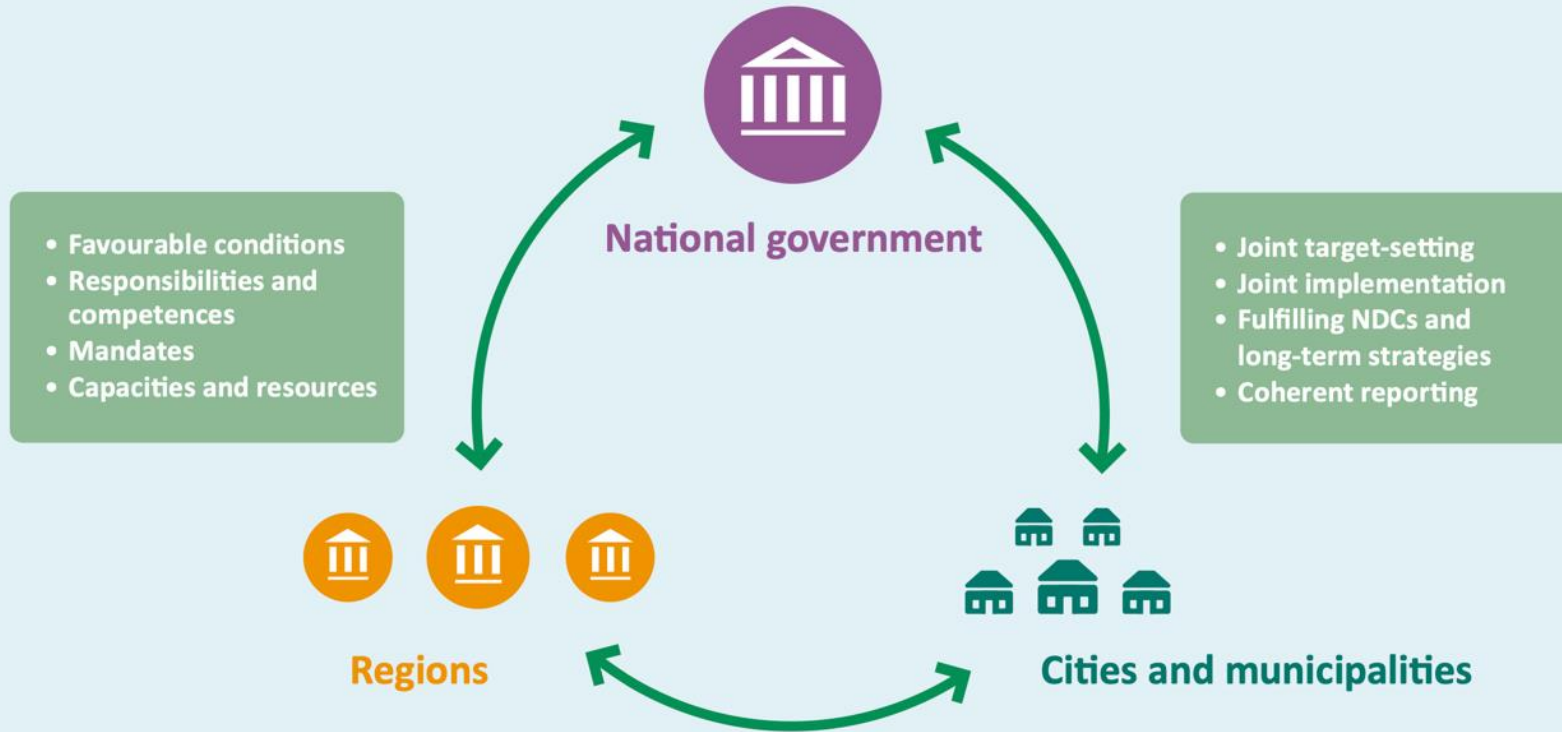 National government
• Favourable conditions
• Responsibilities and
competences
• Mandates
• Capacities and resources
• Joint target-setting
• Joint implementation
• Fulfilling NDCs and
long-term strategies
• Coherent reporting
Regions
Cities and municipalities